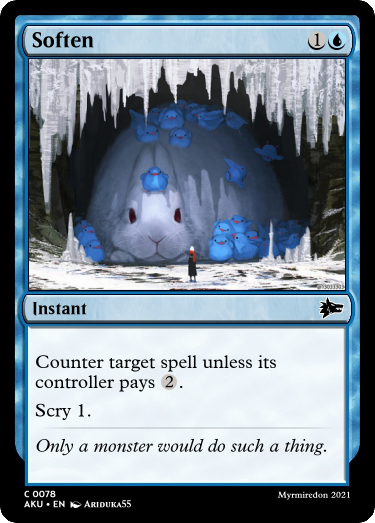 Soften 1
Instant
Counter target spell unless its
controller pays 2.
Scry 1.
Only a monster would do such a thing.
C 0078
AKU • EN Ariduka55
Myrmiredon 2021